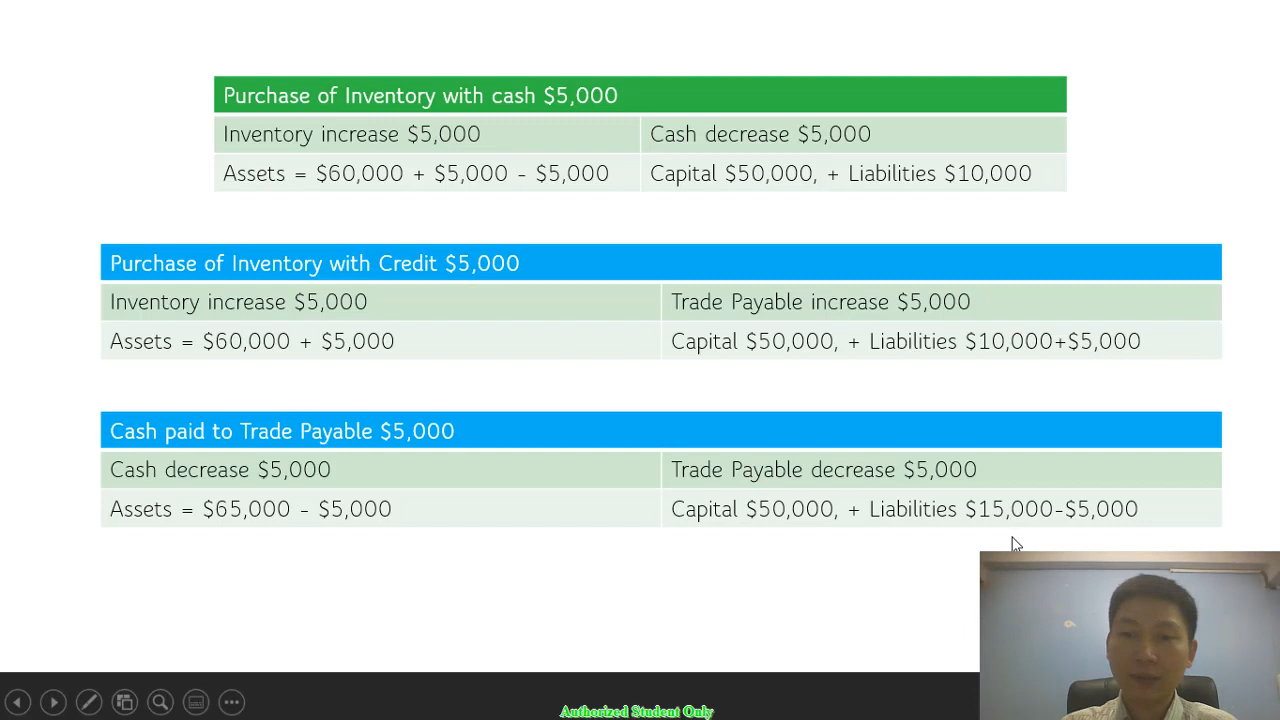 Purchase of Inventory with cash $5,000
Inventory increase $5,000
Cash decrease $5,000
Assets = $60,000 + $5,000 - $5,000
Capital $50,000, + Liabilities $10,000
Purchase of Inventory with Credit $5,000
Inventory increase $5,000
Trade Payable increase $5,000
Assets = $60,000 + $5,000
Capital $50,000, + Liabilities $10,000+$5,000
Cash paid to Trade Payable $5,000
Cash decrease $5,000
Trade Payable decrease $5,000
Assets = $65,000 - $5,000
Capital $50,000, + Liabilities $15,000-$5,000
Authorized Student Only